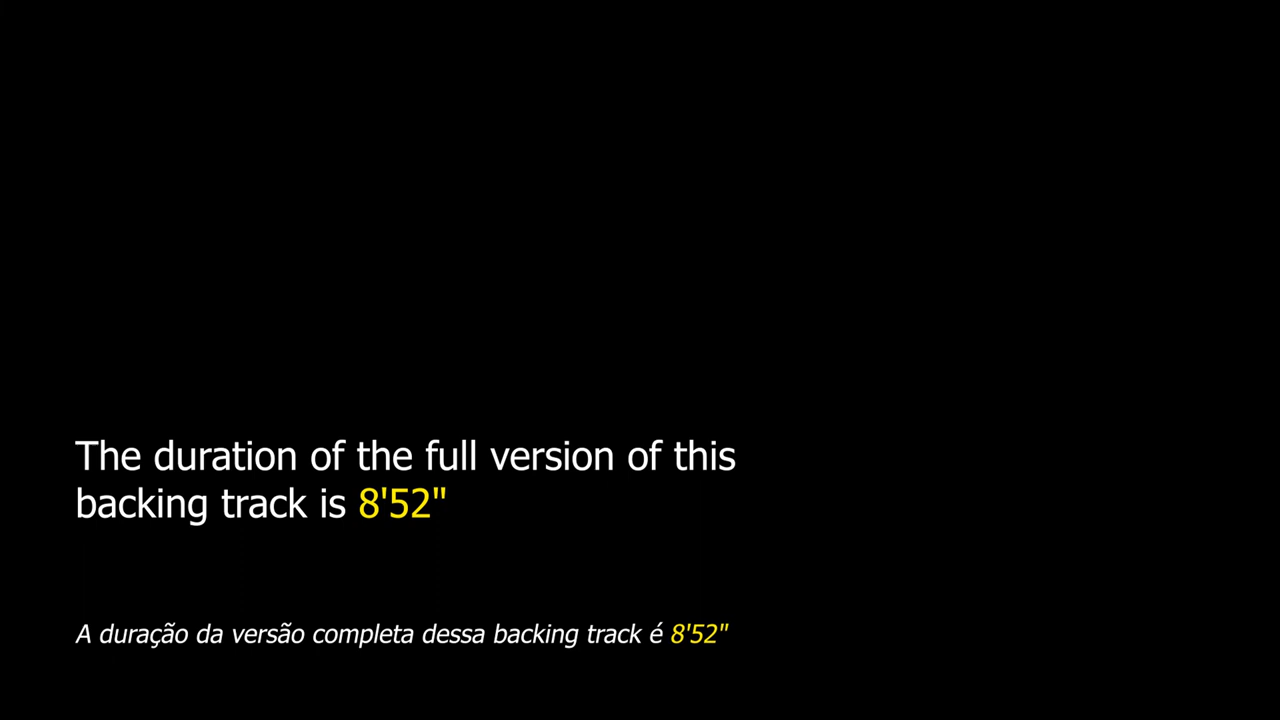 The duration of the full version of this
backing track is 8'52"
A duração da versão completa dessa backing track é 8'52"